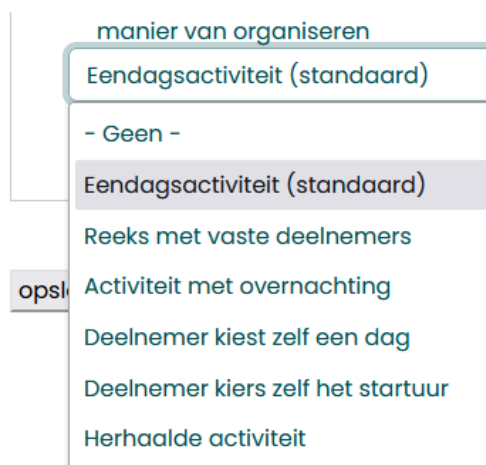 manier van organiseren
Eendagsactiviteit (standaard)
- Geen -
Eendagsactiviteit (standaard)
Reeks met vaste deelnemers
Activiteit met overnachting
Deelnemer kiest zelf een dag
Deelnemer kiers zelf het startuur
Herhaalde activiteit